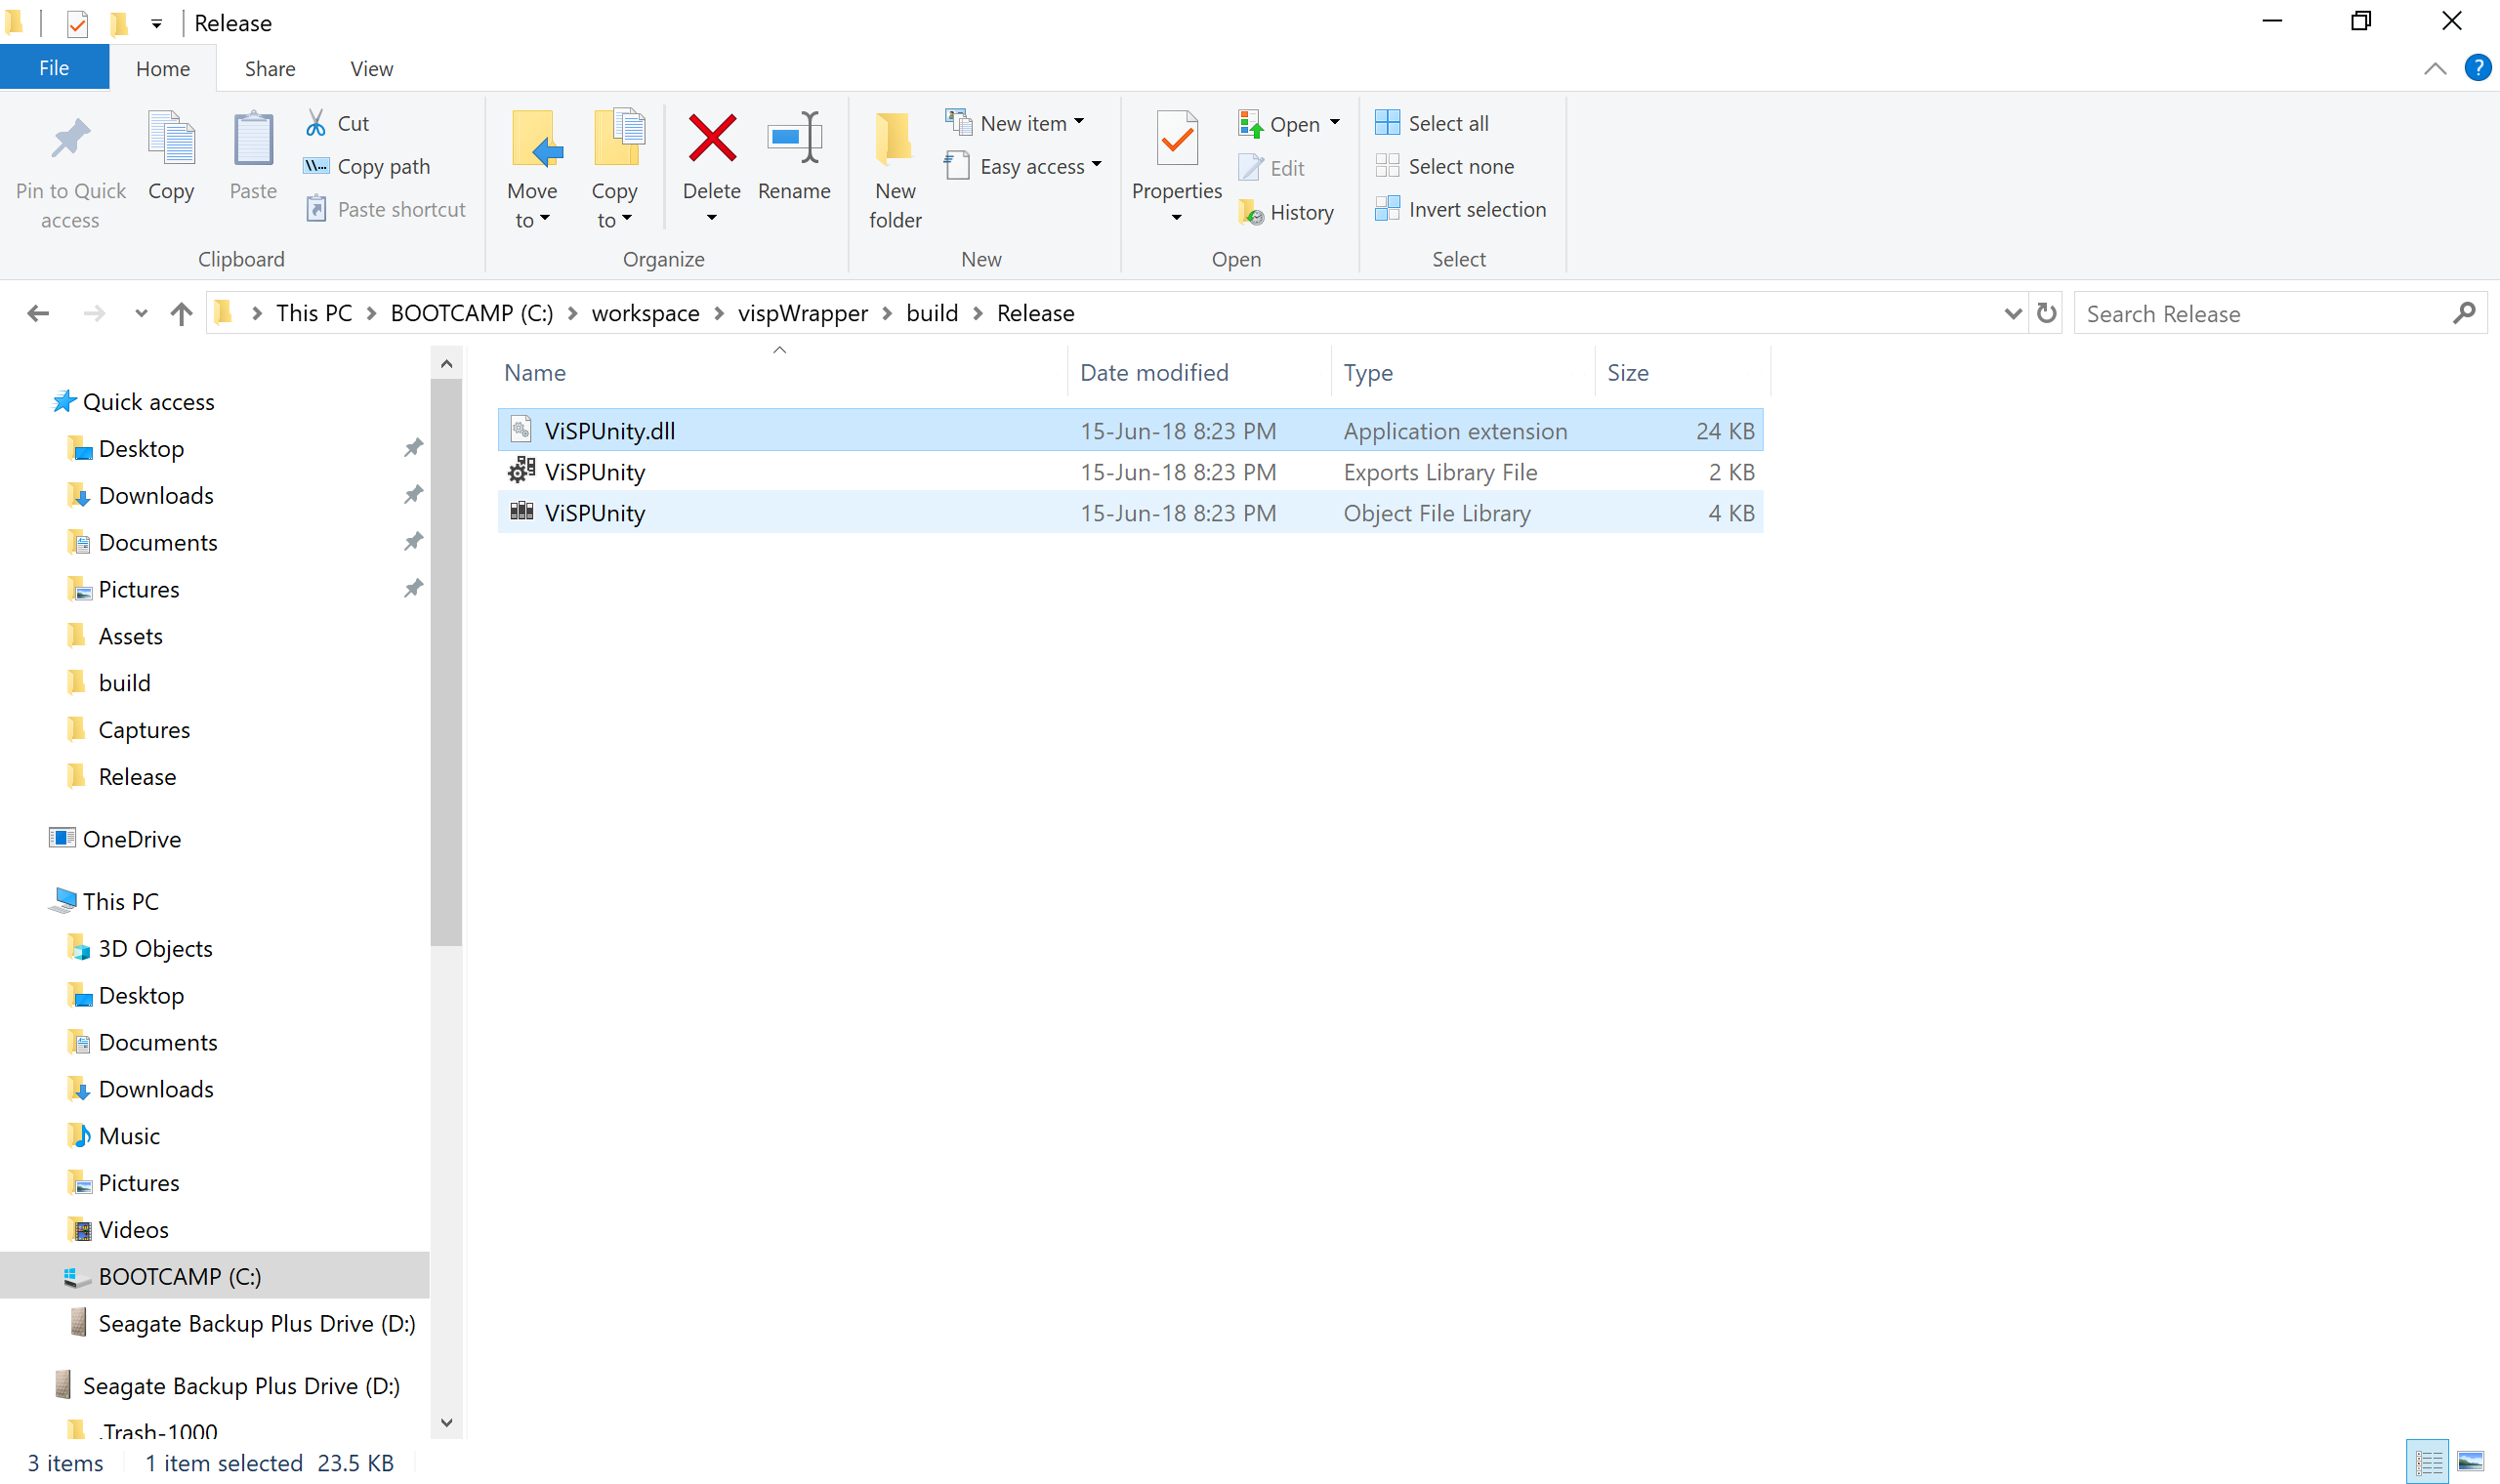 Release
File Home Share View
Pin to Quick access
Copy
Paste
Cut
Copy path
Paste shortcut
Clipboard
Move to
Copy to
Delete
Rename
Organize
New folder
New item
Easy access
New
Properties
Open
Edit
History
Open
Select all
Select none
Invert selection
Select
This PC BOOTCAMP (C:) workspace vispWrapper build Release
Search Release
Quick access
Desktop
Downloads
Documents
Pictures
Assets
build
Captures
Release
OneDrive
This PC
3D Objects
Desktop
Documents
Downloads
Music
Pictures
Videos
BOOTCAMP (C:)
Seagate Backup Plus Drive (D:)
Seagate Backup Plus Drive (D:)
.Trash-1000
Name Date modified Type Size
ViSPUnity.dll 15-Jun-18 8:23 PM Application extension 24 KB
ViSPUnity 15-Jun-18 8:23 PM Exports Library File 2 KB
ViSPUnity 15-Jun-18 8:23 PM Object File Library 4 KB
3 items 1 item selected 23.5 KB